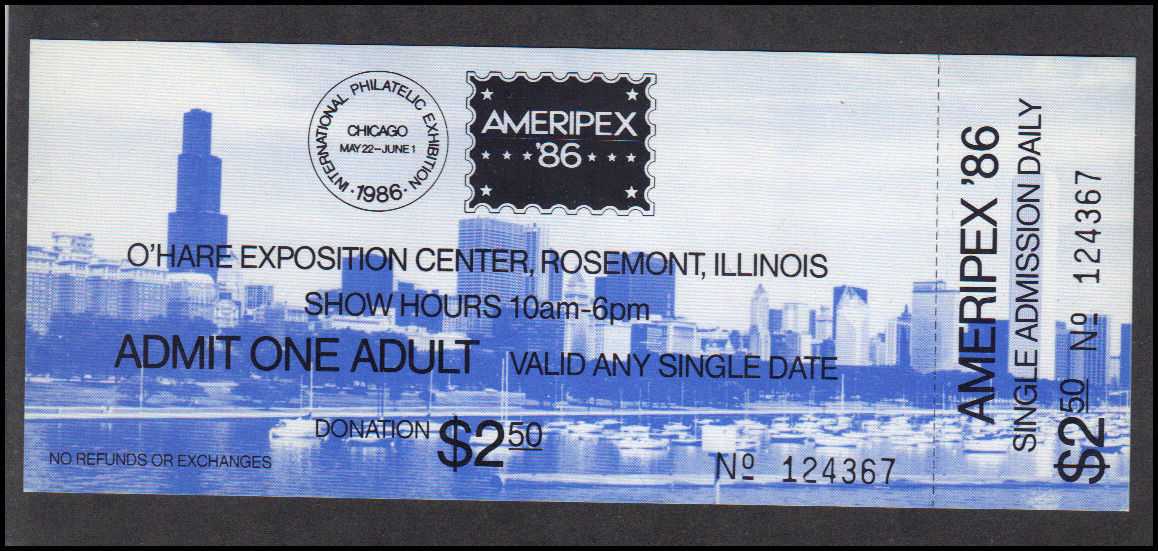 INTERNATIONAL PHILATELIC EXHIBITION
CHICAGO
MAY 22–JUNE 1
· 1986 ·
AMERIPEX
'86
O'HARE EXPOSITION CENTER, ROSEMONT, ILLINOIS
SHOW HOURS 10am-6pm
ADMIT ONE ADULT VALID ANY SINGLE DATE
DONATION $2 50
NO REFUNDS OR EXCHANGES
Nº 124367
AMERIPEX '86
SINGLE ADMISSION DAILY
$2 50 Nº 124367